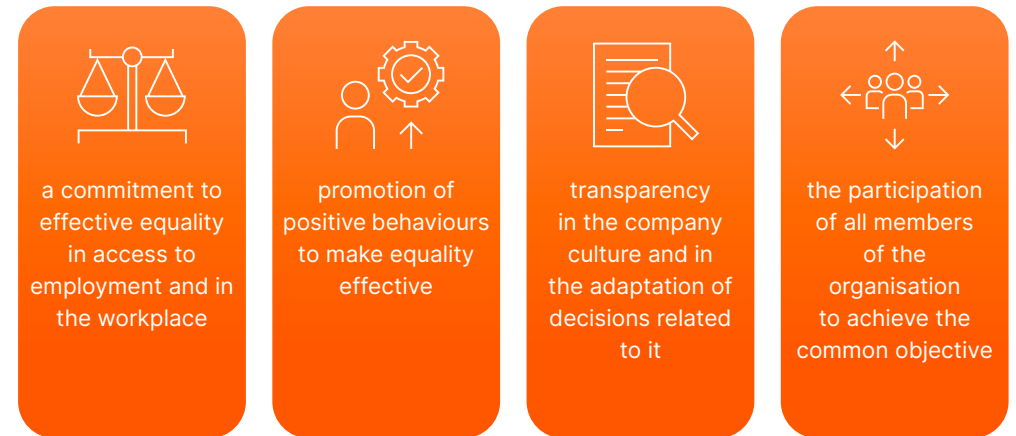 a commitment to
effective equality
in access to
employment and in
the workplace
promotion of
positive behaviours
to make equality
effective
transparency
in the company
culture and in
the adaptation of
decisions related
to it
the participation
of all members
of the
organisation
to achieve the
common objective